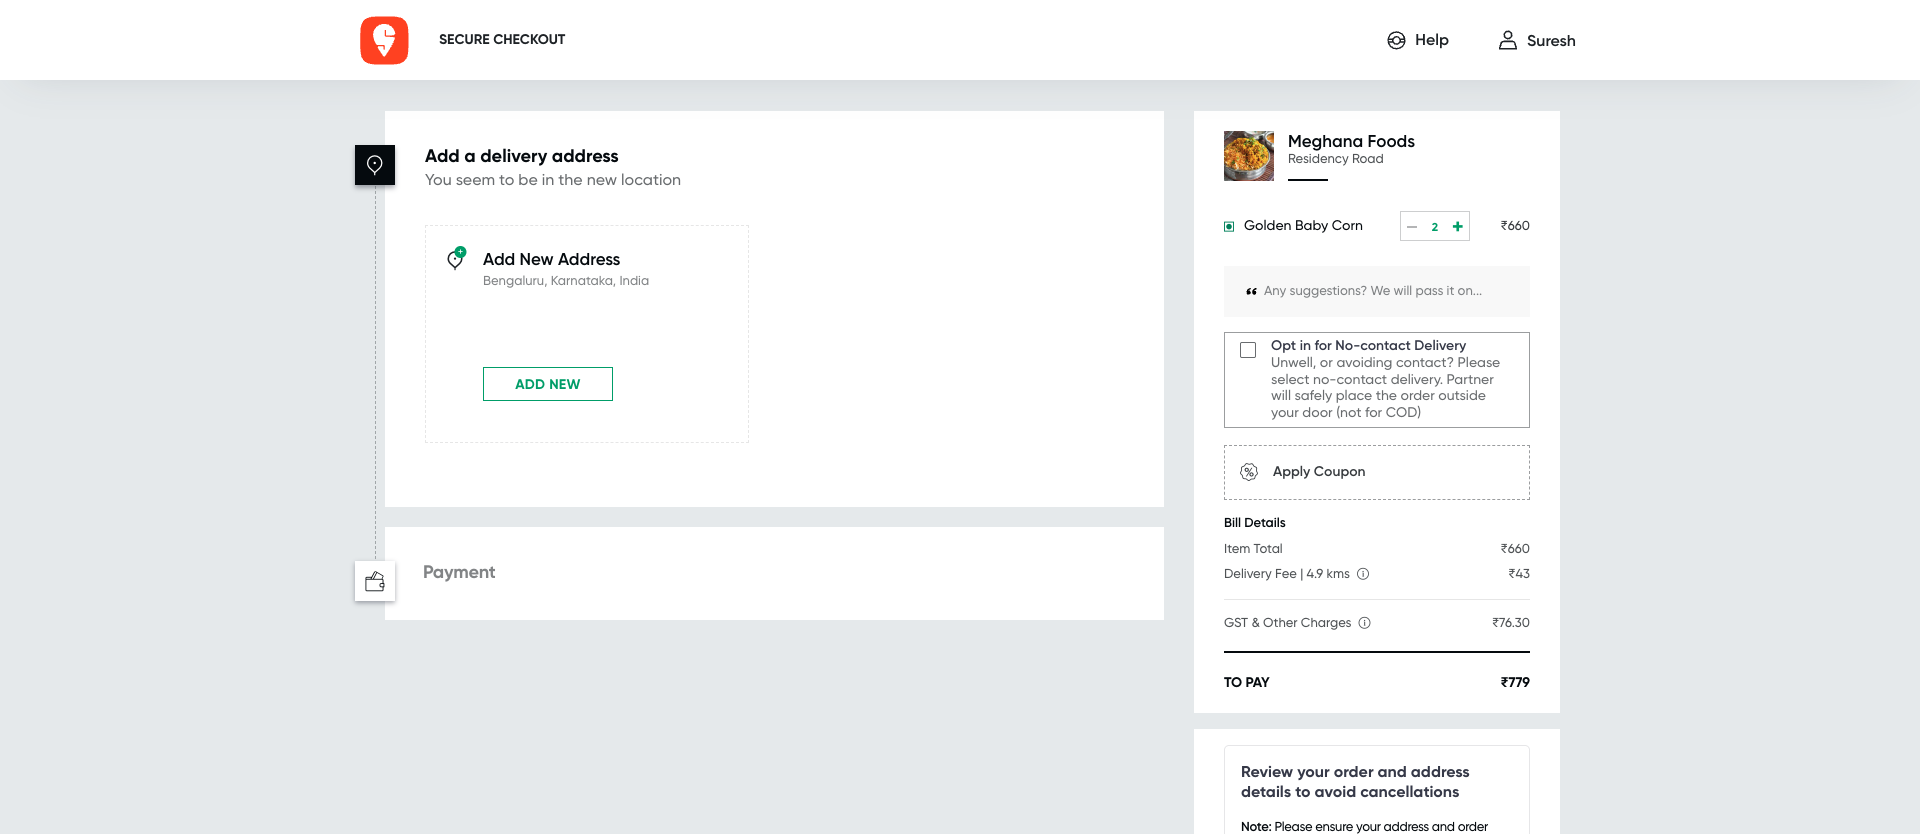 SECURE CHECKOUT
Help
Suresh
Add a delivery address
You seem to be in the new location
Add New Address
Bengaluru, Karnataka, India
ADD NEW
Payment
Meghana Foods
Residency Road
Golden Baby Corn
− 2 +
₹660
“ Any suggestions? We will pass it on...
Opt in for No-contact Delivery
Unwell, or avoiding contact? Please
select no-contact delivery. Partner
will safely place the order outside
your door (not for COD)
Apply Coupon
Bill Details
Item Total ₹660
Delivery Fee | 4.9 kms ₹43
GST & Other Charges ₹76.30
TO PAY ₹779
Review your order and address
details to avoid cancellations
Note: Please ensure your address and order